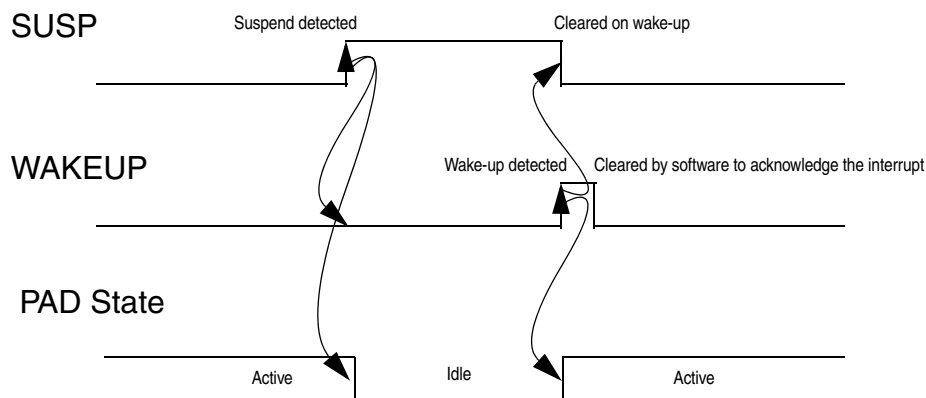 SUSP
Suspend detected
Cleared on wake-up
WAKEUP
Wake-up detected
Cleared by software to acknowledge the interrupt
PAD State
Active
Idle
Active